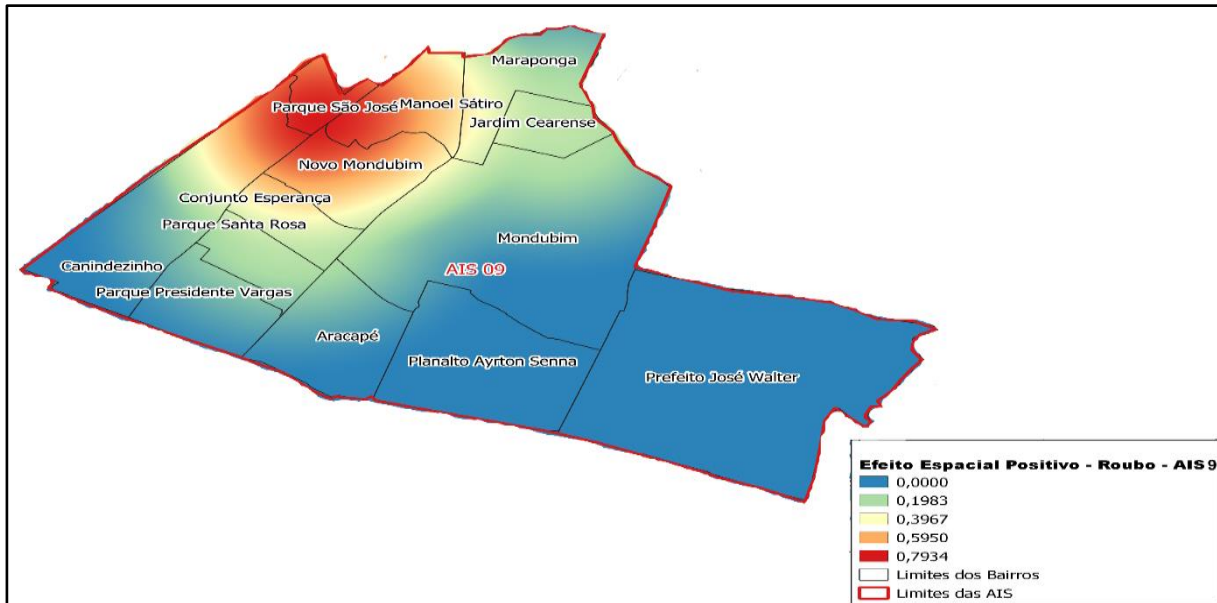 Maraponga
Parque São José
Manoel Sátiro
Jardim Cearense
Novo Mondubim
Conjunto Esperança
Parque Santa Rosa
Mondubim
Canindezinho
AIS 09
Parque Presidente Vargas
Aracapé
Planalto Ayrton Senna
Prefeito José Walter
Efeito Espacial Positivo - Roubo - AIS9
0,0000
0,1983
0,3967
0,5950
0,7934
Limites dos Bairros
Limites das AIS